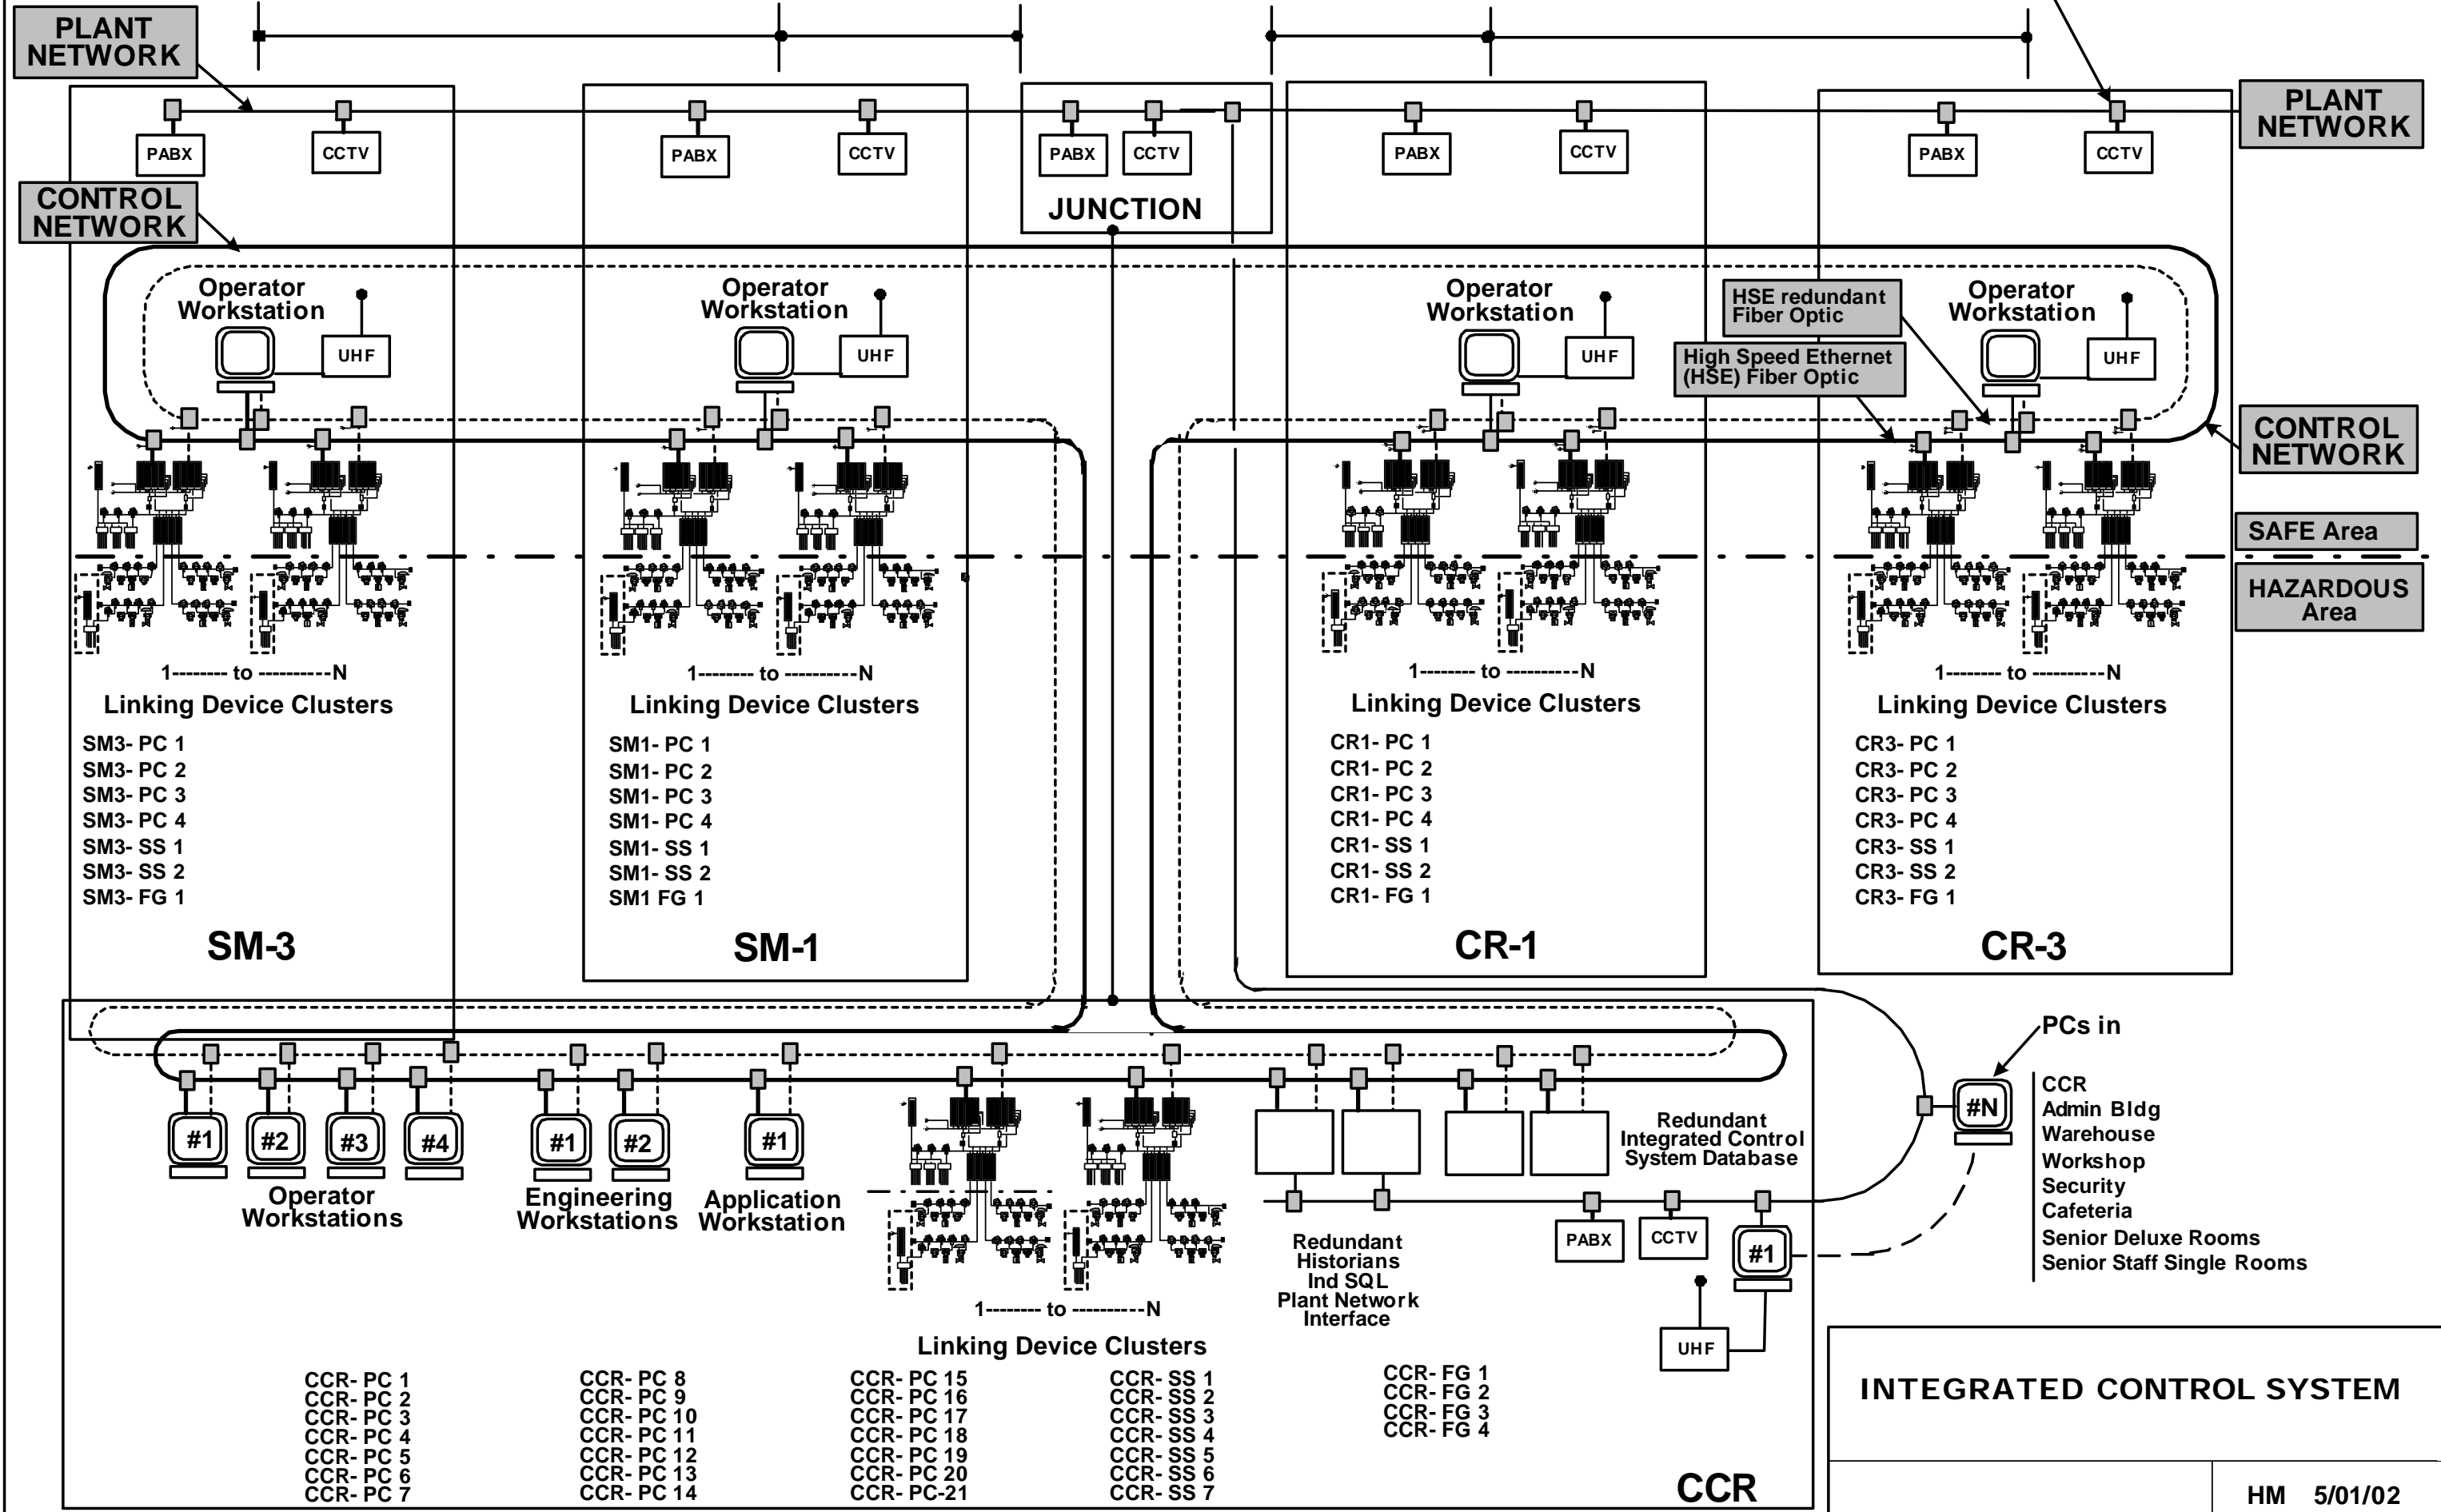 PLANT
NETWORK
PLANT
NETWORK
PABX
CCTV
PABX
CCTV
PABX
CCTV
PABX
CCTV
PABX
CCTV
JUNCTION
CONTROL
NETWORK
Operator
Workstation
UHF
Operator
Workstation
UHF
Operator
Workstation
UHF
HSE redundant
Fiber Optic
High Speed Ethernet
(HSE) Fiber Optic
Operator
Workstation
UHF
CONTROL
NETWORK
SAFE Area
HAZARDOUS
Area
1-------- to ----------N
Linking Device Clusters
SM3- PC 1
SM3- PC 2
SM3- PC 3
SM3- PC 4
SM3- SS 1
SM3- SS 2
SM3- FG 1
SM-3
1-------- to ----------N
Linking Device Clusters
SM1- PC 1
SM1- PC 2
SM1- PC 3
SM1- PC 4
SM1- SS 1
SM1- SS 2
SM1 FG 1
SM-1
1-------- to ----------N
Linking Device Clusters
CR1- PC 1
CR1- PC 2
CR1- PC 3
CR1- PC 4
CR1- SS 1
CR1- SS 2
CR1- FG 1
CR-1
1-------- to ----------N
Linking Device Clusters
CR3- PC 1
CR3- PC 2
CR3- PC 3
CR3- PC 4
CR3- SS 1
CR3- SS 2
CR3- FG 1
CR-3
#1
#2
#3
#4
Operator
Workstations
#1
#2
Engineering
Workstations
#1
Application
Workstation
1-------- to ----------N
Linking Device Clusters
Redundant
Integrated Control
System Database
Redundant
Historians
Ind SQL
Plant Network
Interface
PABX
CCTV
#1
UHF
PCs in
#N
CCR
Admin Bldg
Warehouse
Workshop
Security
Cafeteria
Senior Deluxe Rooms
Senior Staff Single Rooms
CCR- PC 1
CCR- PC 2
CCR- PC 3
CCR- PC 4
CCR- PC 5
CCR- PC 6
CCR- PC 7
CCR- PC 8
CCR- PC 9
CCR- PC 10
CCR- PC 11
CCR- PC 12
CCR- PC 13
CCR- PC 14
CCR- PC 15
CCR- PC 16
CCR- PC 17
CCR- PC 18
CCR- PC 19
CCR- PC 20
CCR- PC-21
CCR- SS 1
CCR- SS 2
CCR- SS 3
CCR- SS 4
CCR- SS 5
CCR- SS 6
CCR- SS 7
CCR- FG 1
CCR- FG 2
CCR- FG 3
CCR- FG 4
CCR
INTEGRATED CONTROL SYSTEM
HM 5/01/02